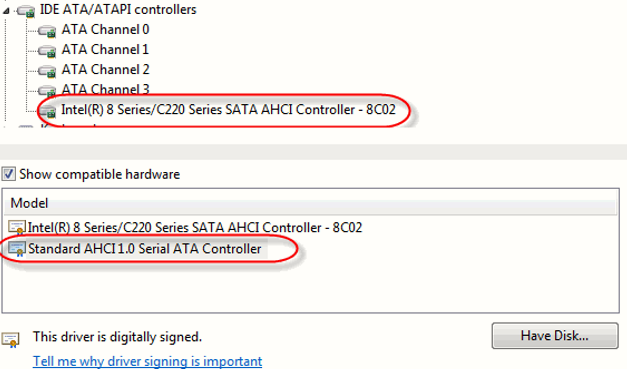 IDE ATA/ATAPI controllers
ATA Channel 0
ATA Channel 1
ATA Channel 2
ATA Channel 3
Intel(R) 8 Series/C220 Series SATA AHCI Controller - 8C02
Show compatible hardware
Model
Intel(R) 8 Series/C220 Series SATA AHCI Controller - 8C02
Standard AHCI 1.0 Serial ATA Controller
This driver is digitally signed.
Have Disk...
Tell me why driver signing is important